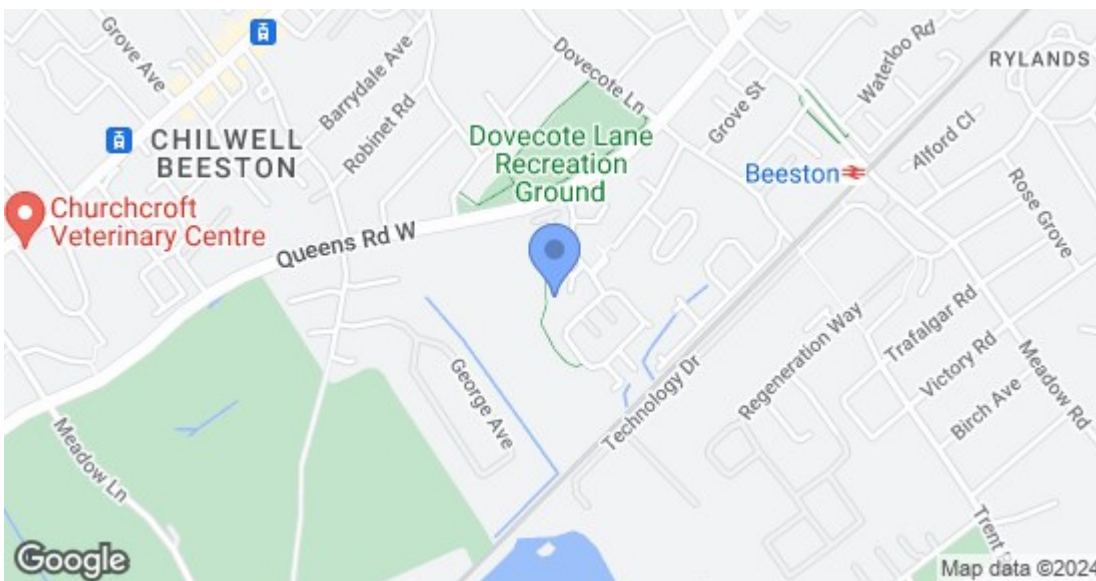 Grove Ave
Barrydale Ave
Robinet Rd
CHILWELL
BEESTON
Churchcroft
Veterinary Centre
Queens Rd W
Dovecote Ln
Dovecote Lane
Recreation
Ground
Grove St
Waterloo Rd
RYLANDS
Beeston
Alford Cl
Rose Grove
Meadow Ln
George Ave
Technology Dr
Regeneration Way
Trafalgar Rd
Victory Rd
Birch Ave
Meadow Rd
Trent
Google
Map data ©2024